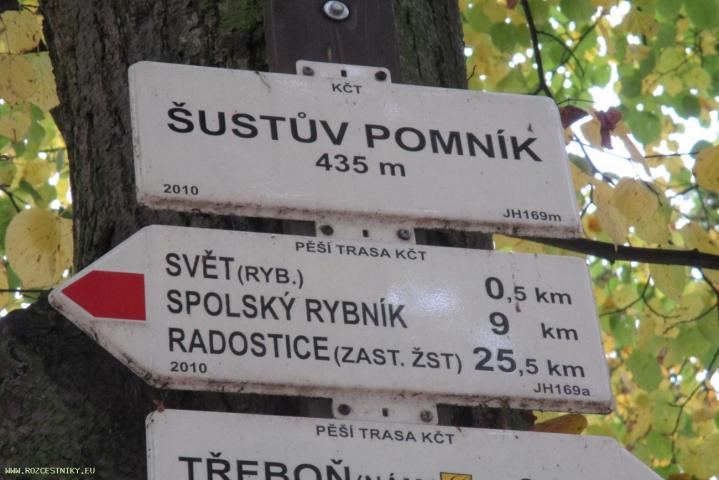 KČT
ŠUSTŮV POMNÍK
435 m
2010 JH169m
PĚŠÍ TRASA KČT
SVĚT (RYB.) 0,5 km
SPOLSKÝ RYBNÍK 9 km
RADOSTICE (ZAST. ŽST) 25,5 km
2010 JH169a
PĚŠÍ TRASA KČT
TŘEBOŇ
WWW.ROZCESTNIKY.EU